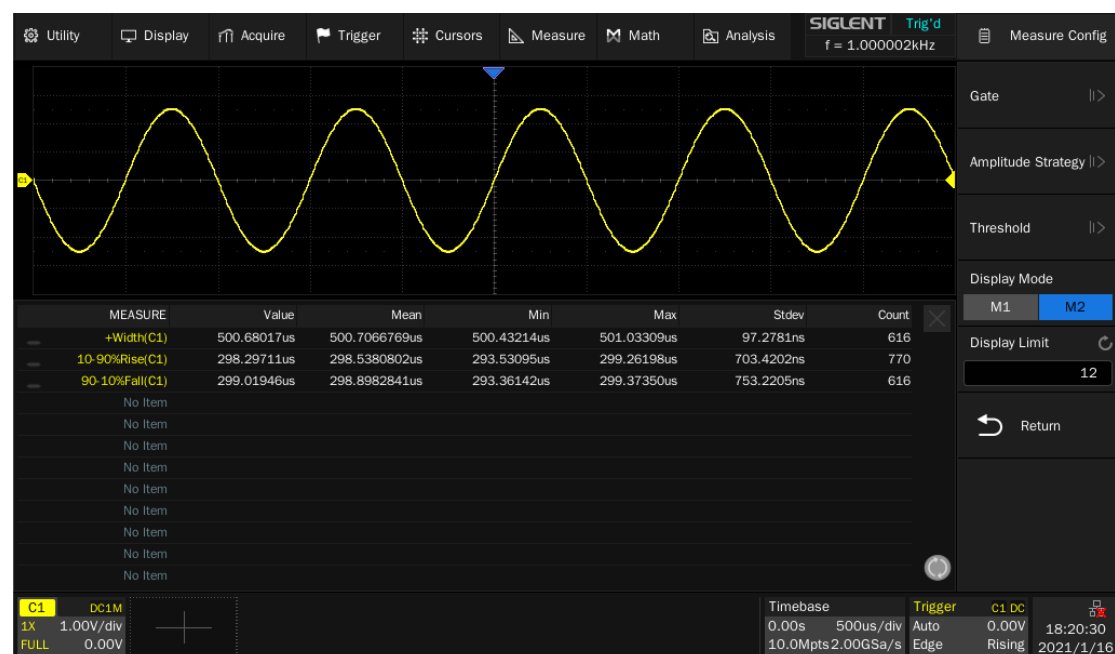 Utility Display Acquire Trigger Cursors Measure Math Analysis SIGLENT Trig'd Measure Config
f = 1.000002kHz
Gate
Amplitude Strategy
Threshold
Display Mode
M1 M2
Display Limit
12
Return
C1
MEASURE Value Mean Min Max Stdev Count
+Width(C1) 500.68017us 500.7066769us 500.43214us 501.03309us 97.2781ns 616
10-90%Rise(C1) 298.29711us 298.5380802us 293.53095us 299.26198us 703.4202ns 770
90-10%Fall(C1) 299.01946us 298.8982841us 293.36142us 299.37350us 753.2205ns 616
No Item
No Item
No Item
No Item
No Item
No Item
No Item
No Item
No Item
C1 DC1M
1X 1.00V/div
FULL 0.00V
Timebase
0.00s 500us/div
10.0Mpts 2.00GSa/s
Trigger C1 DC
Auto 0.00V
Edge Rising
18:20:30
2021/1/16